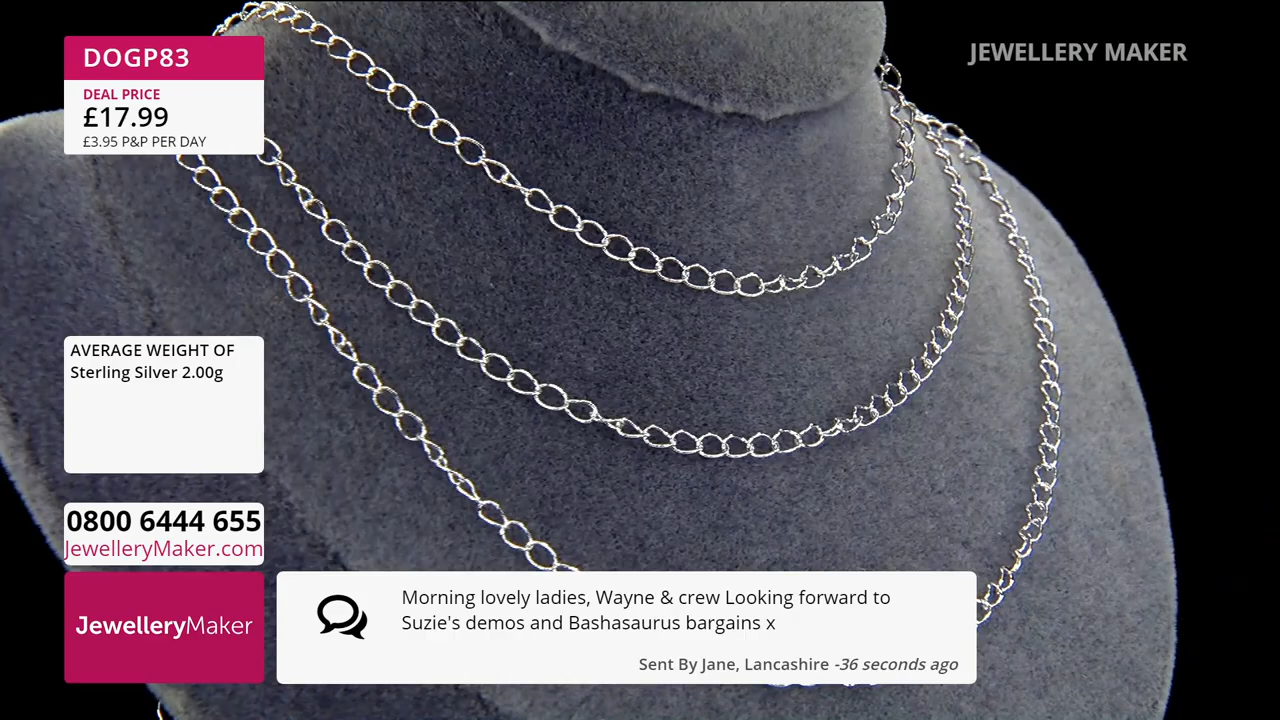 DOGP83
DEAL PRICE
£17.99
£3.95 P&P PER DAY
JEWELLERY MAKER
AVERAGE WEIGHT OF
Sterling Silver 2.00g
0800 6444 655
JewelleryMaker.com
JewelleryMaker
Morning lovely ladies, Wayne & crew Looking forward to
Suzie's demos and Bashasaurus bargains x
Sent By Jane, Lancashire -36 seconds ago